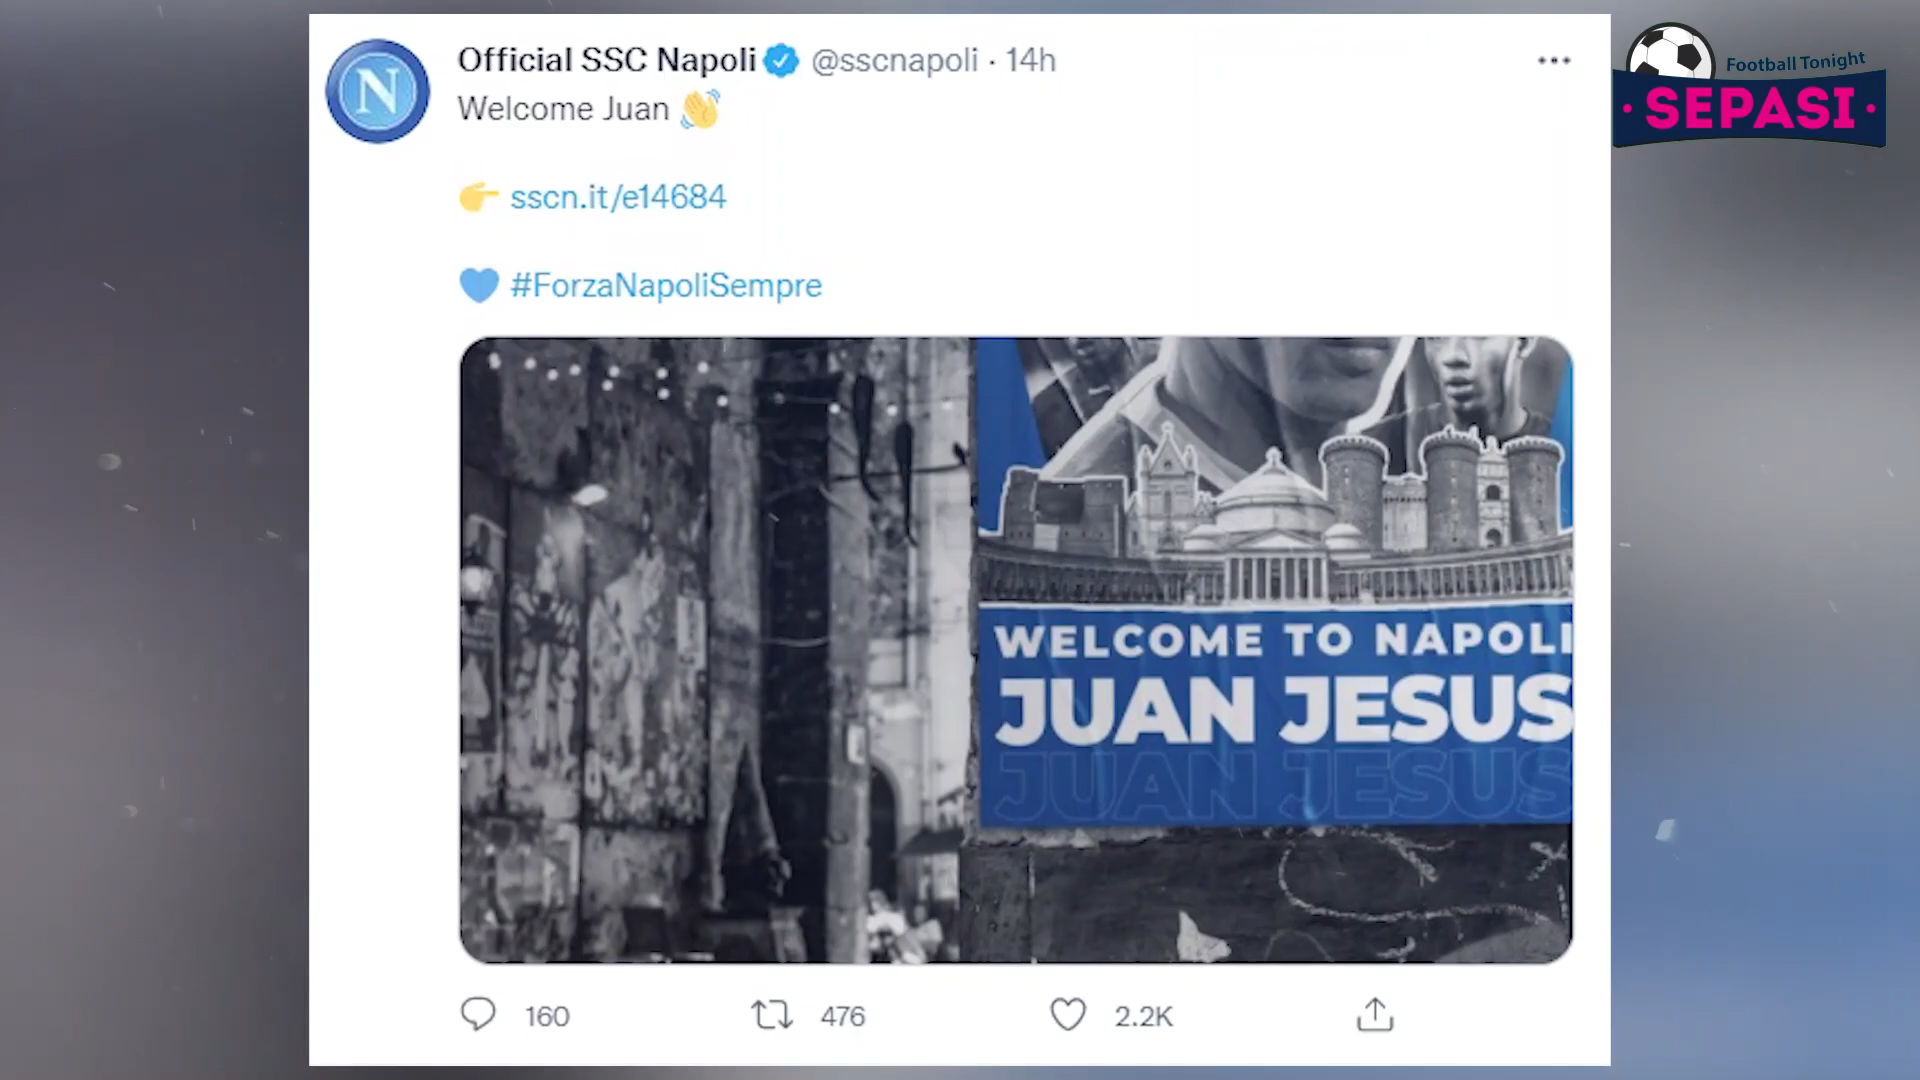 Official SSC Napoli @sscnapoli · 14h
Welcome Juan 👋
👉 sscn.it/e14684
💙 #ForzaNapoliSempre
N
WELCOME TO NAPOLI
JUAN JESUS
JUAN JESUS
160
476
2.2K
Football Tonight
· SEPASI ·